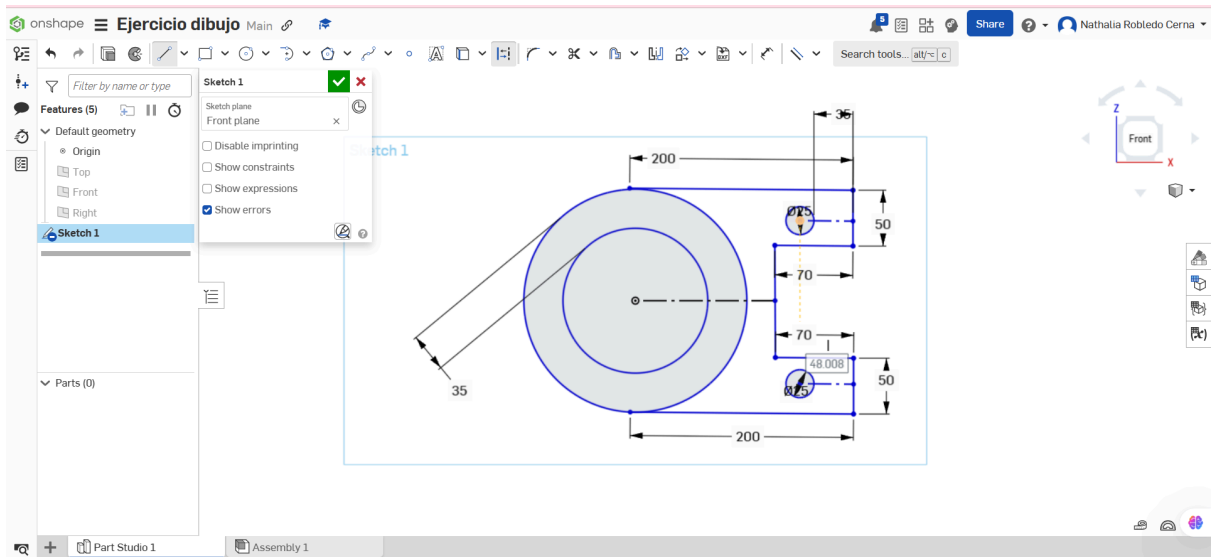 onshape Ejercicio dibujo Main
5 Share Nathalia Robledo Cerna
Search tools... alt/⌥ c
Filter by name or type
Features (5)
Default geometry
Origin
Top
Front
Right
Sketch 1
Parts (0)
Sketch 1
Sketch plane
Front plane
Disable imprinting
Show constraints
Show expressions
Show errors
Sketch 1
35
200
Ø25
50
70
70
48.008
Ø25
50
35
200
Z
Front
X
(x)
Part Studio 1
Assembly 1